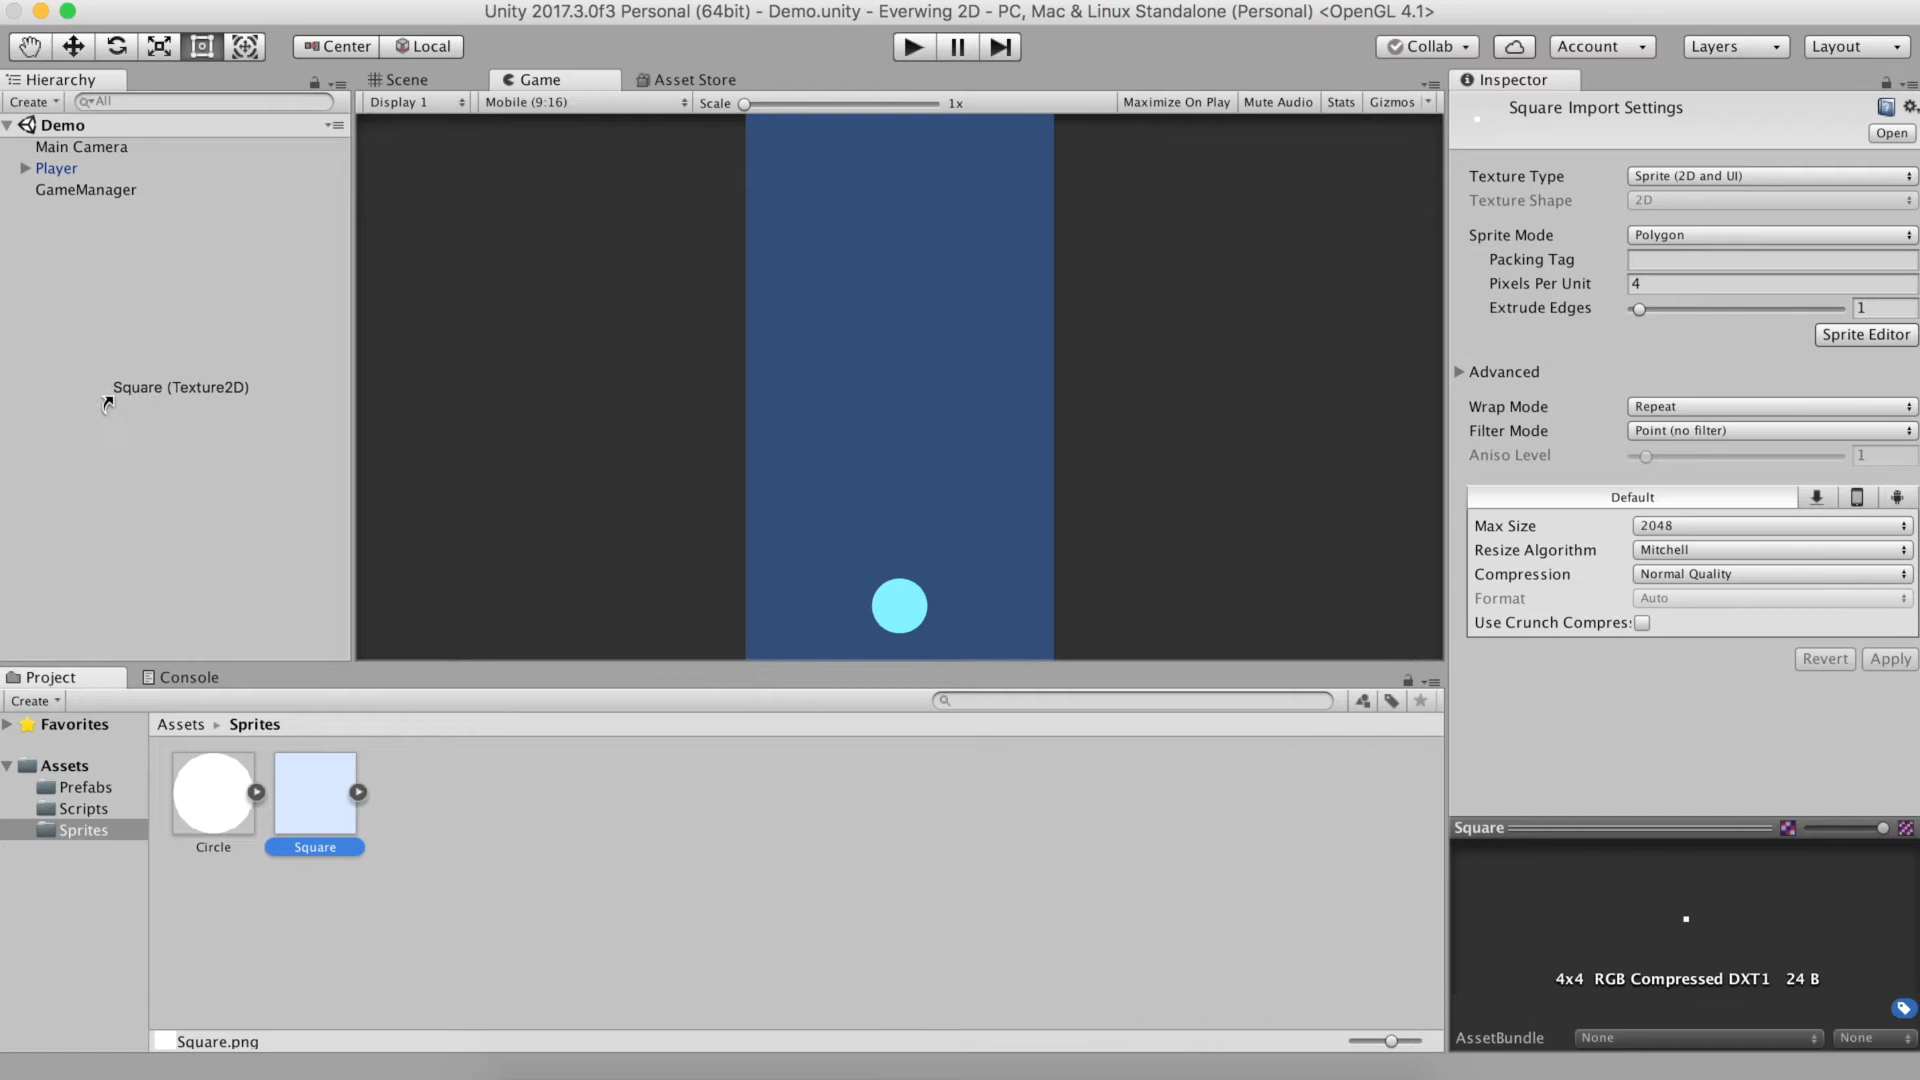 Unity 2017.3.0f3 Personal (64bit) - Demo.unity - Everwing 2D - PC, Mac & Linux Standalone (Personal) <OpenGL 4.1>
Center Local Collab Account Layers Layout
Hierarchy Scene Game Asset Store Inspector
Create All Display 1 Mobile (9:16) Scale 1x Maximize On Play Mute Audio Stats Gizmos
Square Import Settings
Open
Demo
Main Camera
Player
GameManager
Square (Texture2D)
Texture Type Sprite (2D and UI)
Texture Shape 2D
Sprite Mode Polygon
Packing Tag
Pixels Per Unit 4
Extrude Edges 1
Sprite Editor
Advanced
Wrap Mode Repeat
Filter Mode Point (no filter)
Aniso Level 1
Default
Max Size 2048
Resize Algorithm Mitchell
Compression Normal Quality
Format Auto
Use Crunch Compres
Revert Apply
Project Console
Create
Favorites
Assets
Prefabs
Scripts
Sprites
Assets Sprites
Circle Square
Square.png
Square
4x4 RGB Compressed DXT1 24 B
AssetBundle None None